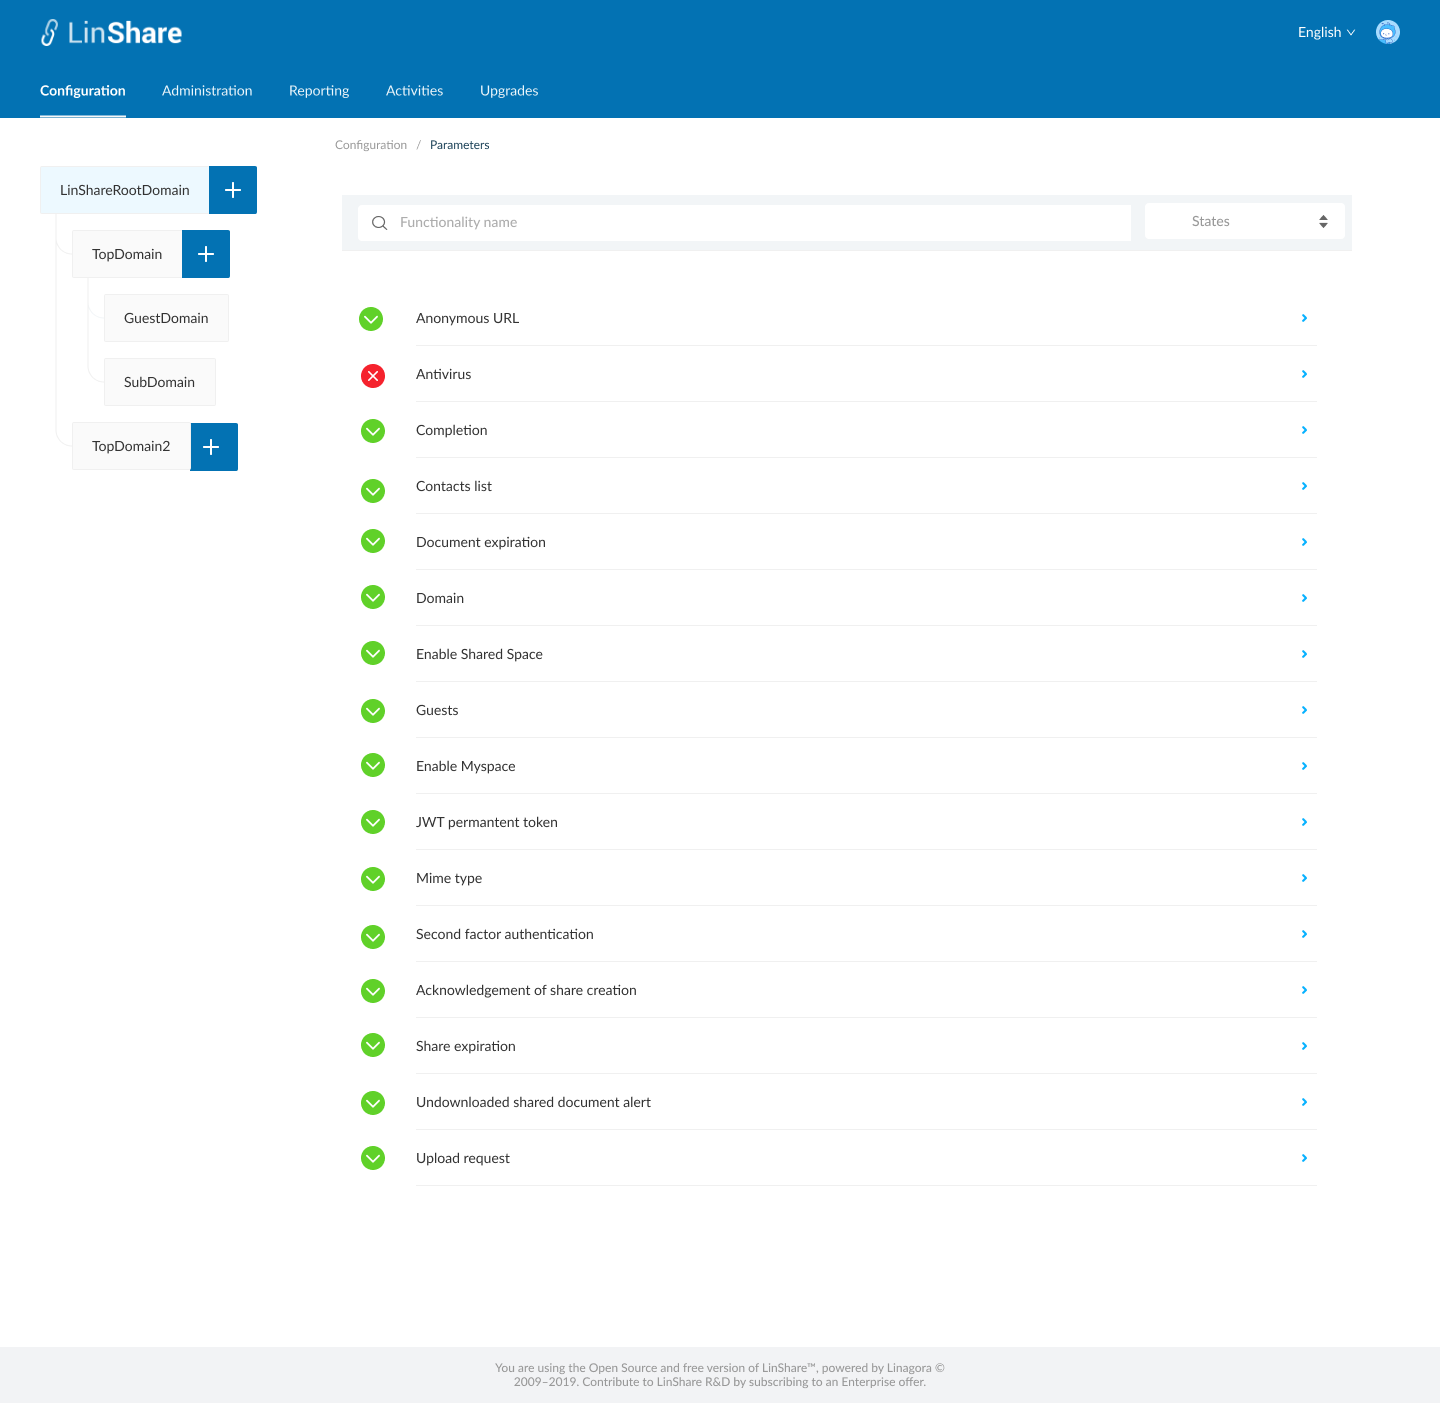 LinShare
English
Configuration Administration Reporting Activities Upgrades
Configuration / Parameters
LinShareRootDomain
TopDomain
GuestDomain
SubDomain
TopDomain2
Functionality name
States
Anonymous URL
Antivirus
Completion
Contacts list
Document expiration
Domain
Enable Shared Space
Guests
Enable Myspace
JWT permantent token
Mime type
Second factor authentication
Acknowledgement of share creation
Share expiration
Undownloaded shared document alert
Upload request
You are using the Open Source and free version of LinShare™, powered by Linagora ©
2009–2019. Contribute to LinShare R&D by subscribing to an Enterprise offer.